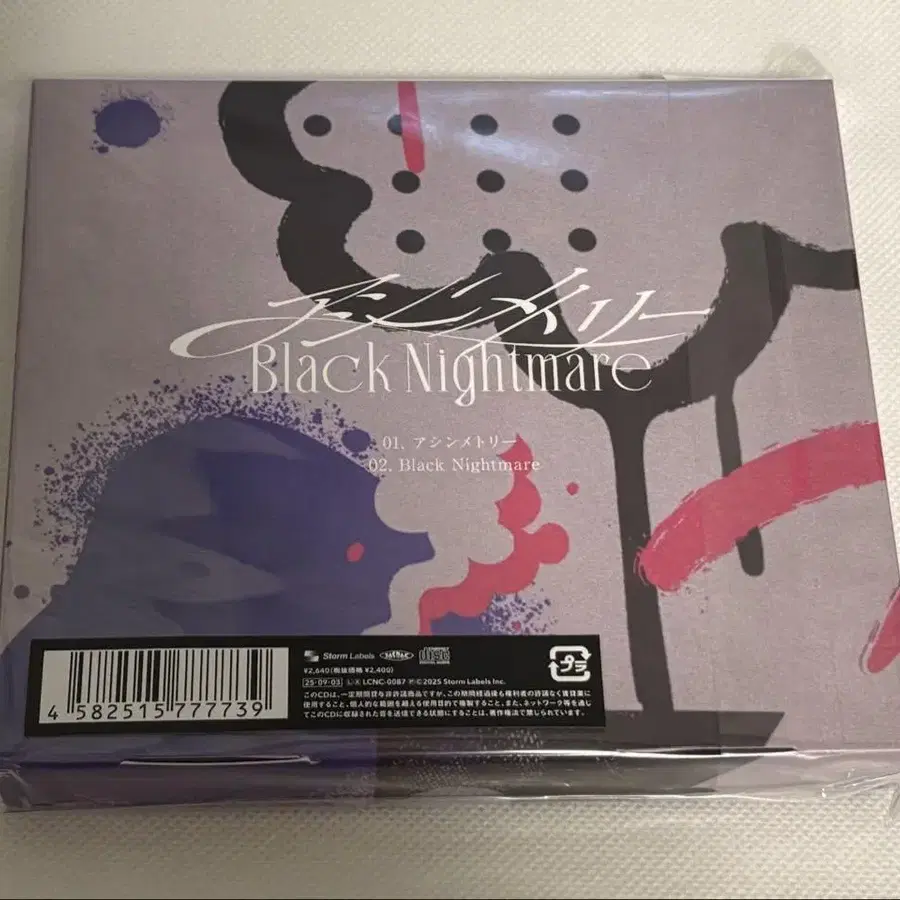 アシンメトリー
Black Nightmare
01. アシンメトリー
02. Black Nightmare
Storm Labels
¥2,640(税抜価格 ¥2,400)
25・09・03 LCNC-0087 ℗©2025 Storm Labels Inc.
このCDは、一定期間貸与非許諾商品ですが、この期間経過後も権利者の許諾なく賃貸業に
使用すること、個人的な範囲を超える使用目的で複製すること、また、ネットワーク等を通じ
てこのCDに収録された音を送信できる状態にすることは、著作権法で禁じられています。
4 582515 777739
プラ